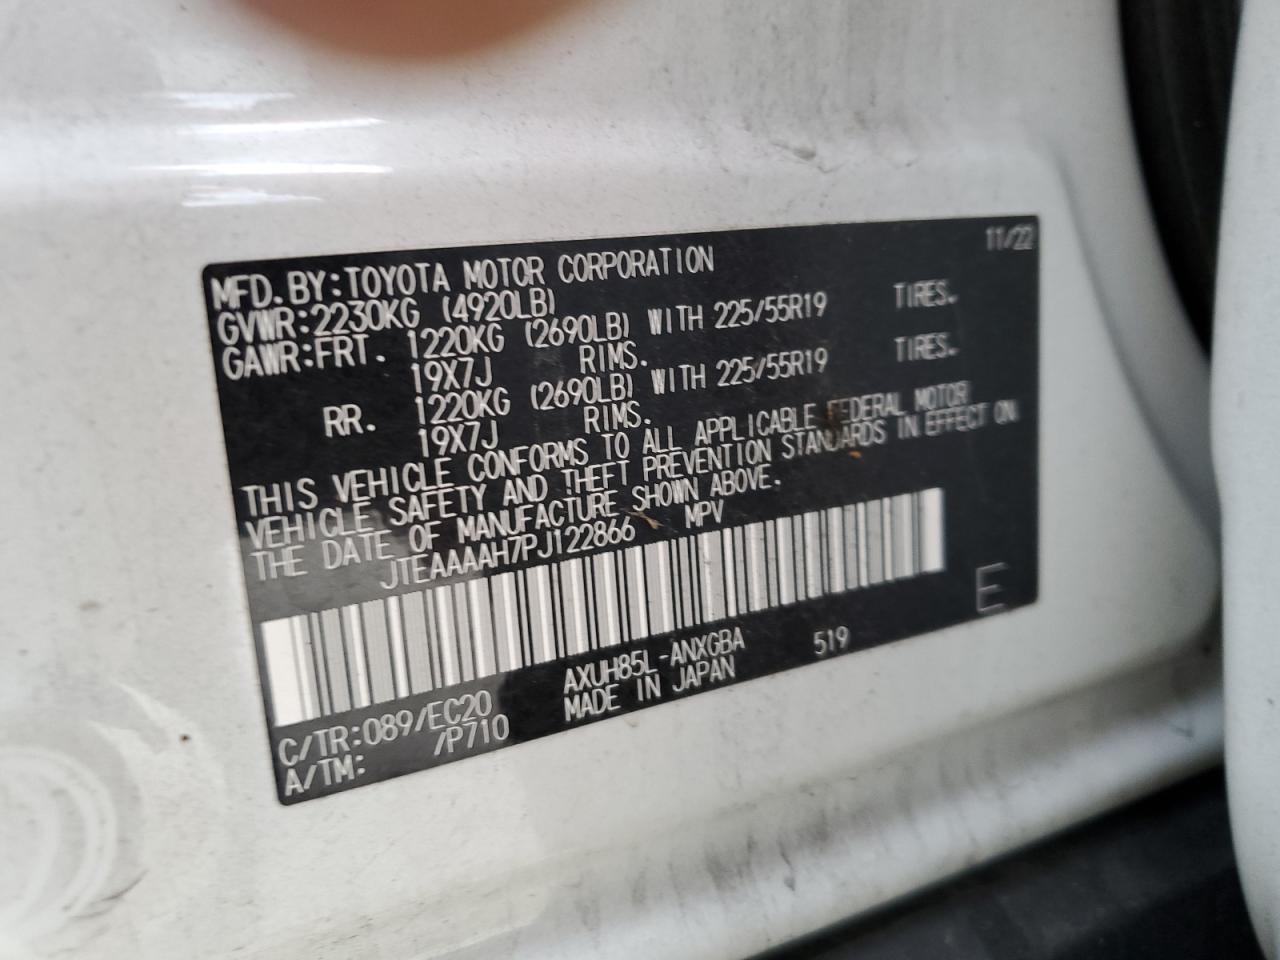 11/22
MFD.BY:TOYOTA MOTOR CORPORATION
GVWR:2230KG (4920LB)
GAWR:FRT. 1220KG (2690LB) WITH 225/55R19 TIRES.
19X7J RIMS.
RR. 1220KG (2690LB) WITH 225/55R19 TIRES.
19X7J RIMS.
THIS VEHICLE CONFORMS TO ALL APPLICABLE FEDERAL MOTOR
VEHICLE SAFETY AND THEFT PREVENTION STANDARDS IN EFFECT ON
THE DATE OF MANUFACTURE SHOWN ABOVE.
JTEAAAAH7PJ122866 MPV
E
C/TR:089/EC20 AXUH85L-ANXGBA 519
A/TM: /P710 MADE IN JAPAN